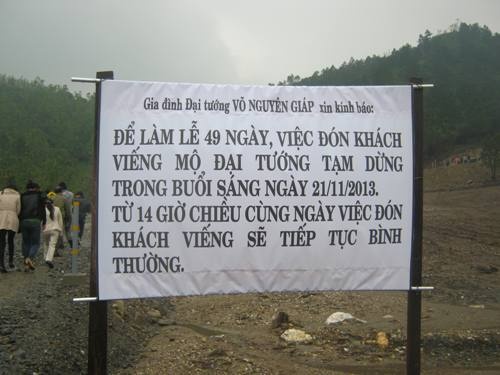 Gia đình Đại tướng VÕ NGUYÊN GIÁP xin kính báo:
ĐỂ LÀM LỄ 49 NGÀY, VIỆC ĐÓN KHÁCH
VIẾNG MỘ ĐẠI TƯỚNG TẠM DỪNG
TRONG BUỔI SÁNG NGÀY 21/11/2013.
TỪ 14 GIỜ CHIỀU CÙNG NGÀY VIỆC ĐÓN
KHÁCH VIẾNG SẼ TIẾP TỤC BÌNH
THƯỜNG.